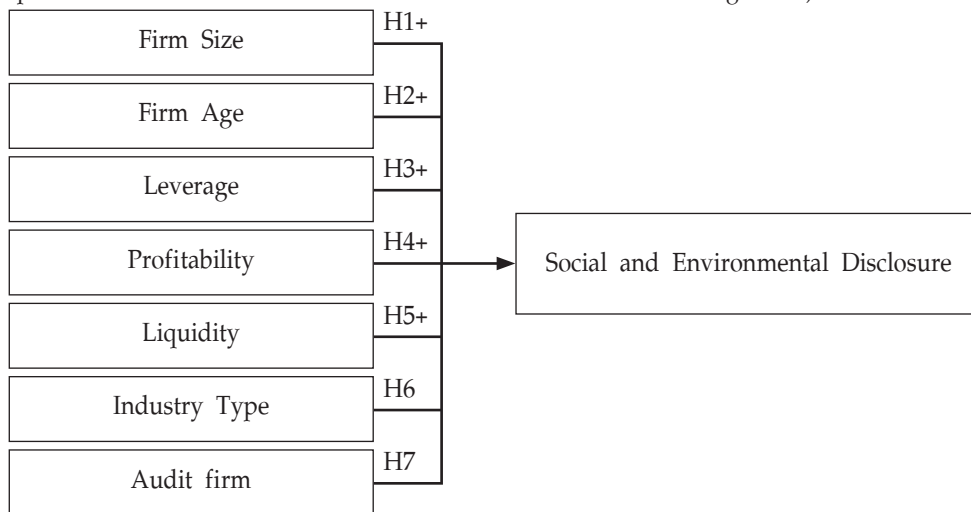 Firm Size
H1+
Firm Age
H2+
Leverage
H3+
Profitability
H4+
Social and Environmental Disclosure
Liquidity
H5+
Industry Type
H6
Audit firm
H7